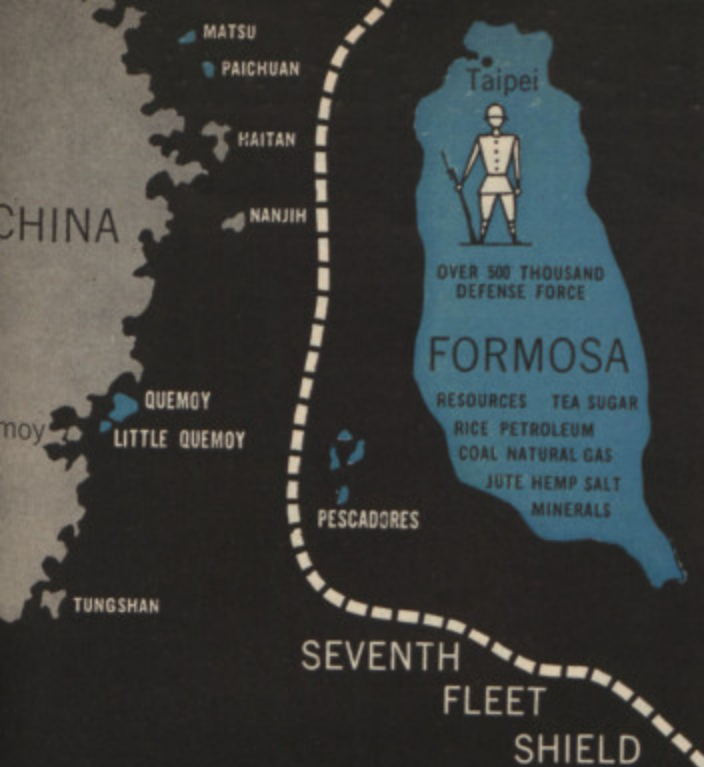 MATSU
PAICHUAN
Taipei
HAITAN
NANJIH
CHINA
OVER 500 THOUSAND
DEFENSE FORCE
FORMOSA
RESOURCES TEA SUGAR
RICE PETROLEUM
COAL NATURAL GAS
JUTE HEMP SALT
MINERALS
QUEMOY
moy
LITTLE QUEMOY
PESCADORES
TUNGSHAN
SEVENTH
FLEET
SHIELD